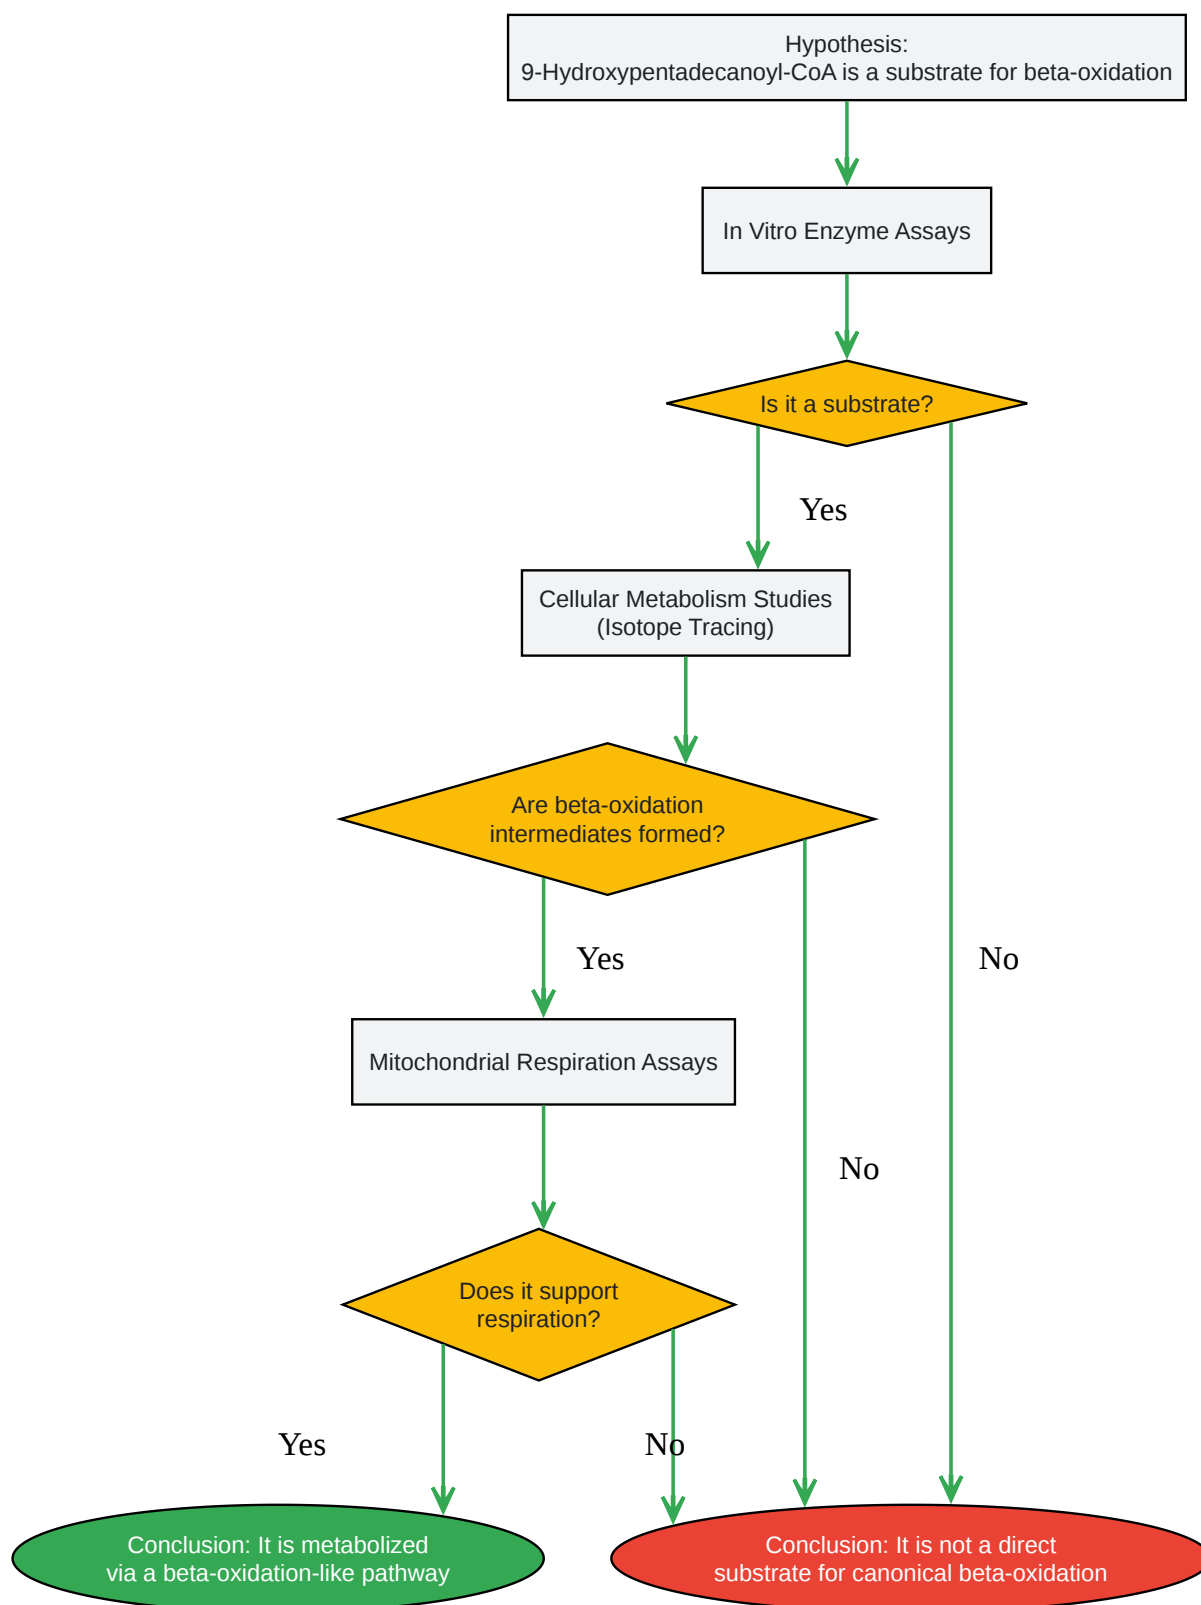 Hypothesis:
9-Hydroxypentadecanoyl-CoA is a substrate for beta-oxidation
In Vitro Enzyme Assays
Is it a substrate?
Yes
Cellular Metabolism Studies
(Isotope Tracing)
Are beta-oxidation
intermediates formed?
Yes
No
Mitochondrial Respiration Assays
No
Does it support
respiration?
Yes
No
Conclusion: It is metabolized
via a beta-oxidation-like pathway
Conclusion: It is not a direct
substrate for canonical beta-oxidation